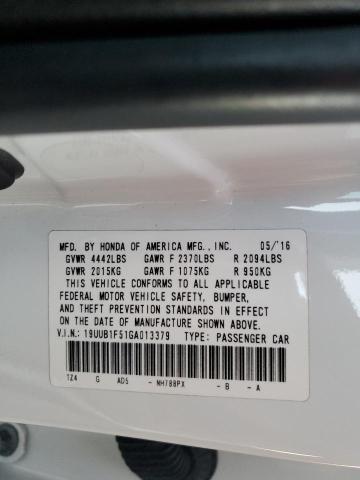 MFD. BY HONDA OF AMERICA MFG., INC. 05/'16
GVWR 4442LBS GAWR F 2370LBS R 2094LBS
GVWR 2015KG GAWR F 1075KG R 950KG
THIS VEHICLE CONFORMS TO ALL APPLICABLE
FEDERAL MOTOR VEHICLE SAFETY, BUMPER,
AND THEFT PREVENTION STANDARDS IN EFFECT
ON THE DATE OF MANUFACTURE SHOWN ABOVE.
V.I.N.: 19UUB1F51GA013379 TYPE: PASSENGER CAR
TZ4 G AD5 - NH788PX - B - A